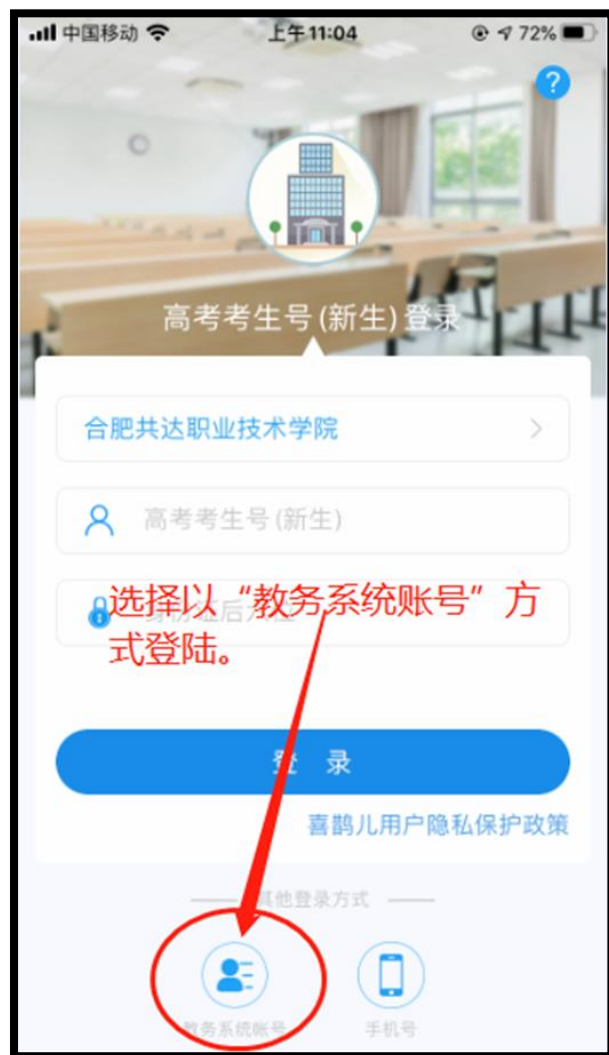 中国移动 上午11:04 72%
?
高考考生号(新生)登录
合肥共达职业技术学院
高考考生号(新生)
选择以“教务系统账号”方
式登陆。
登 录
喜鹊儿用户隐私保护政策
其他登录方式
教务系统帐号 手机号